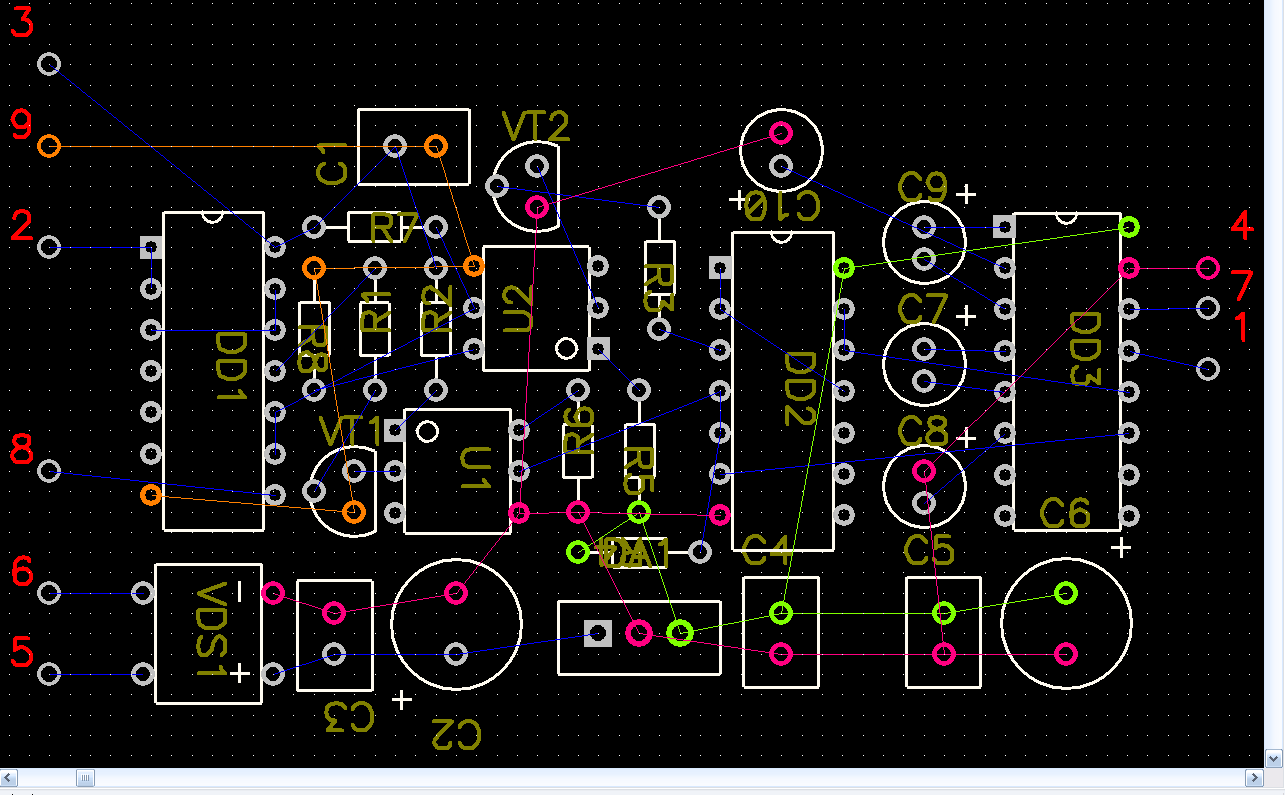 3
9
VT2
C1
C9
2
R7
C10
4
7
R3
R1
R2
U2
C7
1
DD1
R8
DD2
DD3
VT1
R6
C8
8
U1
R5
C6
C4
C5
6
VDS1
5
C3
C2